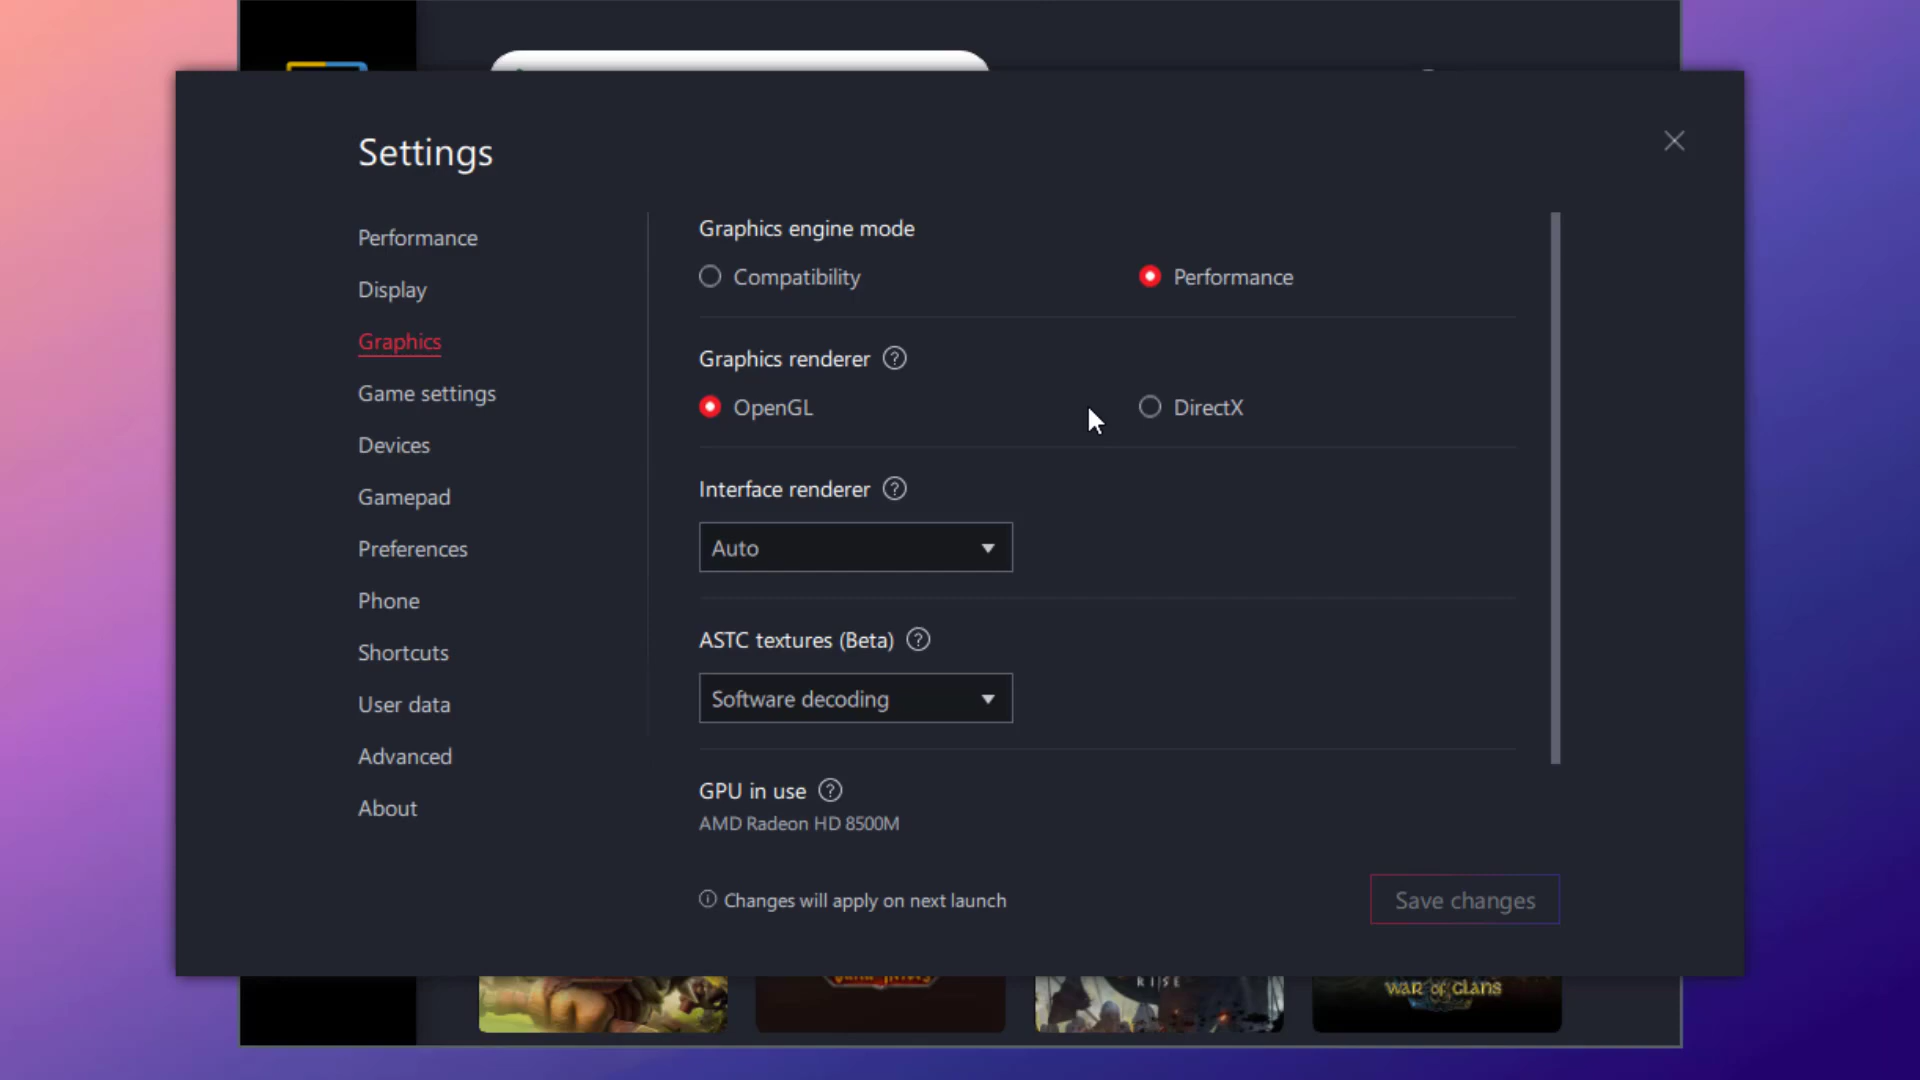 Settings
Performance
Display
Graphics
Game settings
Devices
Gamepad
Preferences
Phone
Shortcuts
User data
Advanced
About
Graphics engine mode
Compatibility
Performance
Graphics renderer ?
OpenGL
DirectX
Interface renderer ?
Auto
ASTC textures (Beta) ?
Software decoding
GPU in use ?
AMD Radeon HD 8500M
Changes will apply on next launch
Save changes
RISE
WAR OF CLANS